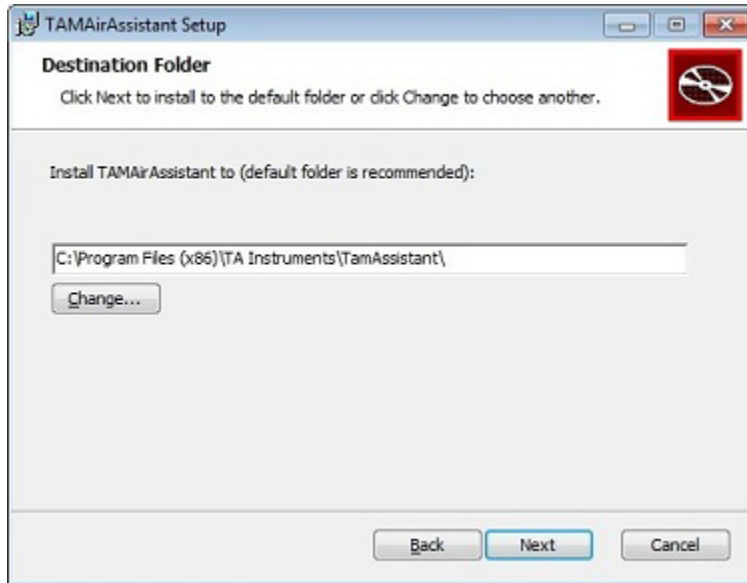 TAMAirAssistant Setup
Destination Folder
Click Next to install to the default folder or click Change to choose another.
Install TAMAirAssistant to (default folder is recommended):
C:\Program Files (x86)\TA Instruments\TamAssistant\
Change...
Back Next Cancel